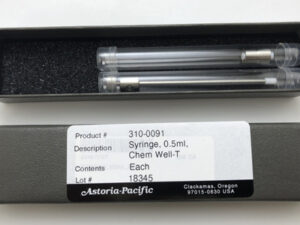 Product # 310-0091
Description Syringe, 0.5ml,
Chem Well-T
Contents Each
Lot # 18345
Astoria-Pacific
Clackamas, Oregon
97015-0830 USA